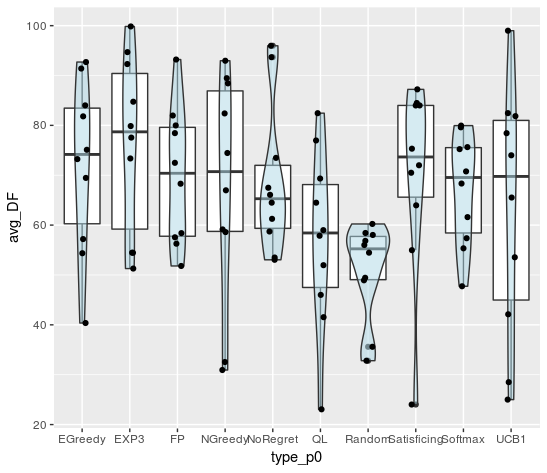 avg_DF
100
80
60
40
20
EGreedy EXP3 FP NGreedy NoRegret QL Random Satisficing Softmax UCB1
type_p0